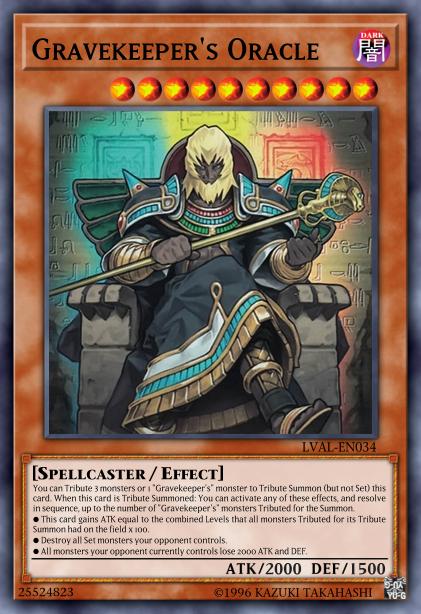 GRAVEKEEPER'S ORACLE
DARK
闇
LVAL-EN034
[SPELLCASTER / EFFECT]
You can Tribute 3 monsters or 1 "Gravekeeper's" monster to Tribute Summon (but not Set) this
card. When this card is Tribute Summoned: You can activate any of these effects, and resolve
in sequence, up to the number of "Gravekeeper's" monsters Tributed for the Summon.
● This card gains ATK equal to the combined Levels that all monsters Tributed for its Tribute
Summon had on the field x 100.
● Destroy all Set monsters your opponent controls.
● All monsters your opponent currently controls lose 2000 ATK and DEF.
ATK/2000 DEF/1500
25524823
©1996 KAZUKI TAKAHASHI